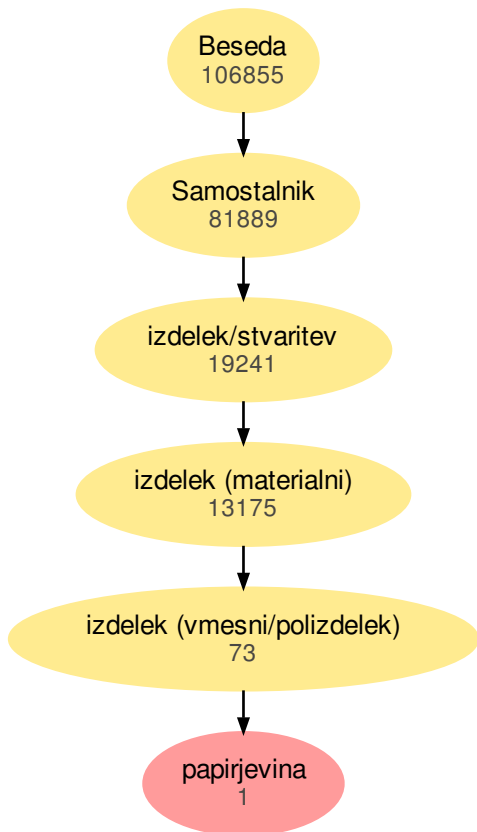 Beseda
106855
Samostalnik
81889
izdelek/stvaritev
19241
izdelek (materialni)
13175
izdelek (vmesni/polizdelek)
73
papirjevina
1